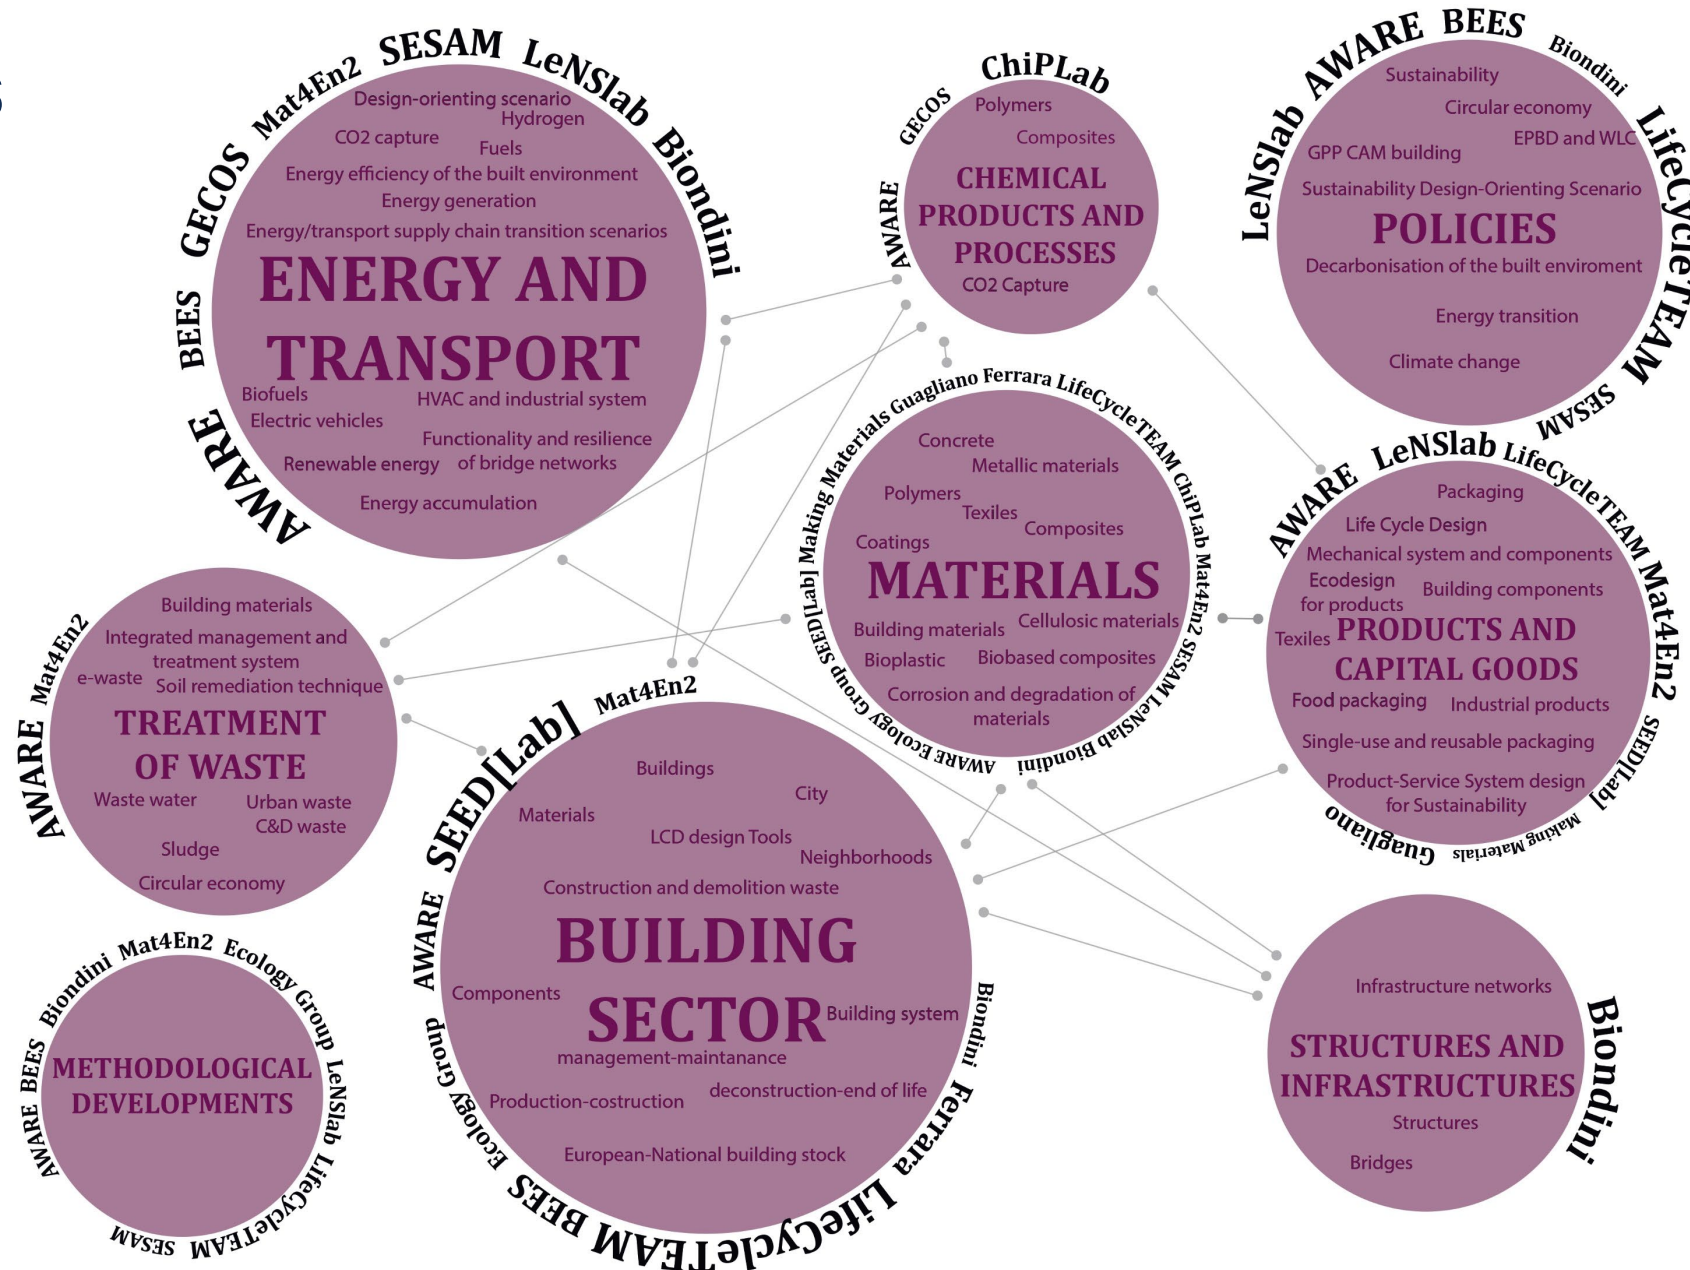 SESAM
LeNSlab
Mat4En2
Biondini
GECOS
BEES
AWARE
Design-orienting scenario
Hydrogen
CO2 capture
Fuels
Energy efficiency of the built environment
Energy generation
Energy/transport supply chain transition scenarios
ENERGY AND
TRANSPORT
Biofuels
HVAC and industrial system
Electric vehicles
Functionality and resilience
of bridge networks
Renewable energy
Energy accumulation
ChiPLab
GECOS
AWARE
Polymers
Composites
CHEMICAL
PRODUCTS AND
PROCESSES
CO2 Capture
LeNSlab
AWARE
BEES
Biondini
LifeCycleTEAM
SESAM
Sustainability
Circular economy
EPBD and WLC
GPP CAM building
Sustainability Design-Orienting Scenario
POLICIES
Decarbonisation of the built enviroment
Energy transition
Climate change
AWARE Ecology Group SEED[Lab] Making Materials Guagliano Ferrara LifeCycleTEAM ChiPLab Mat4En2 SESAM LeNSlab Biondini
Concrete
Metallic materials
Polymers
Texiles
Composites
Coatings
MATERIALS
Building materials
Cellulosic materials
Bioplastic
Biobased composites
Corrosion and degradation of
materials
AWARE
LeNSlab
LifeCycleTEAM
Mat4En2
SEED[Lab]
Making Materials
Guagliano
Packaging
Life Cycle Design
Mechanical system and components
Ecodesign
for products
Building components
Texiles
PRODUCTS AND
CAPITAL GOODS
Food packaging
Industrial products
Single-use and reusable packaging
Product-Service System design
for Sustainability
AWARE
Mat4En2
Building materials
Integrated management and
treatment system
e-waste
Soil remediation technique
TREATMENT
OF WASTE
Waste water
Urban waste
C&D waste
Sludge
Circular economy
AWARE
SEED[Lab]
Mat4En2
Biondini
Ferrara
LifeCycleTEAM
BEES
Ecology Group
Buildings
City
Materials
LCD design Tools
Neighborhoods
Construction and demolition waste
BUILDING
SECTOR
Components
Building system
management-maintanance
deconstruction-end of life
Production-costruction
European-National building stock
AWARE BEES Biondini Mat4En2 Ecology Group LeNSlab LifeCycleTEAM SESAM
METHODOLOGICAL
DEVELOPMENTS
Biondini
Infrastructure networks
STRUCTURES AND
INFRASTRUCTURES
Structures
Bridges